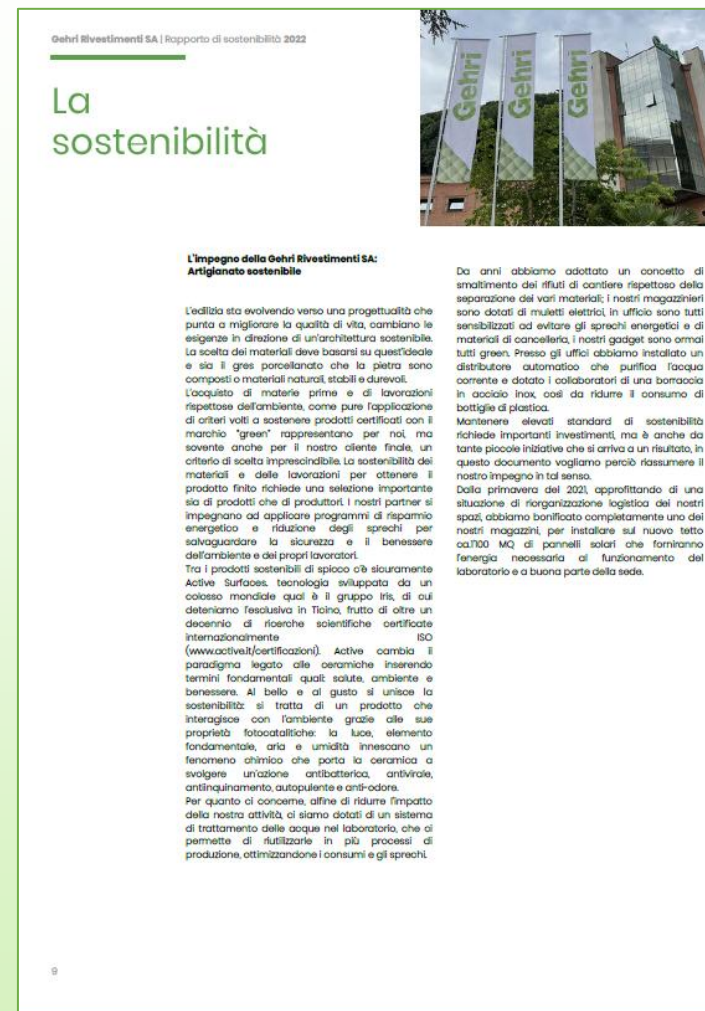 Gehri Rivestimenti SA | Rapporto di sostenibilità 2022
La
sostenibilità
Gehri
Gehri
Gehri
L'impegno della Gehri Rivestimenti SA:
Artigianato sostenibile
L'edilizia sta evolvendo verso una progettualità che
punta a migliorare la qualità di vita, cambiano le
esigenze in direzione di un'architettura sostenibile.
La scelta dei materiali deve basarsi su quest'ideale
e sia il gres porcellanato che la pietra sono
composti o materiali naturali, stabili e durevoli.
L'acquisto di materie prime e di lavorazioni
rispettose dell'ambiente, come pure l'applicazione
di criteri volti a sostenere prodotti certificati con il
marchio "green" rappresentano per noi, ma
sovente anche per il nostro cliente finale, un
criterio di scelta imprescindibile. La sostenibilità dei
materiali e delle lavorazioni per ottenere il
prodotto finito richiede una selezione importante
sia di prodotti che di produttori. I nostri partner si
impegnano ad applicare programmi di risparmio
energetico e riduzione degli sprechi per
salvaguardare la sicurezza e il benessere
dell'ambiente e dei propri lavoratori.
Tra i prodotti sostenibili di spicco c'è sicuramente
Active Surfaces, tecnologia sviluppata da un
colosso mondiale qual è il gruppo Iris, di cui
deteniamo l'esclusiva in Ticino, frutto di oltre un
decennio di ricerche scientifiche certificate
internazionalmente ISO
(www.active.it/certificazioni). Active cambia il
paradigma legato alle ceramiche inserendo
termini fondamentali quali: salute, ambiente e
benessere. Al bello e al gusto si unisce la
sostenibilità: si tratta di un prodotto che
interagisce con l'ambiente grazie alle sue
proprietà fotocatalitiche: la luce, elemento
fondamentale, aria e umidità innescano un
fenomeno chimico che porta la ceramica a
svolgere un'azione antibatterica, antivirale,
antiinquinamento, autopulente e anti-odore.
Per quanto ci concerne, alfine di ridurre l'impatto
della nostra attività, ci siamo dotati di un sistema
di trattamento delle acque nel laboratorio, che ci
permette di riutilizzarle in più processi di
produzione, ottimizzandone i consumi e gli sprechi.
Da anni abbiamo adottato un concetto di
smaltimento dei rifiuti di cantiere rispettoso della
separazione dei vari materiali; i nostri magazzinieri
sono dotati di muletti elettrici, in ufficio sono tutti
sensibilizzati ad evitare gli sprechi energetici e di
materiali di cancelleria, i nostri gadget sono ormai
tutti green. Presso gli uffici abbiamo installato un
distributore automatico che purifica l'acqua
corrente e dotato i collaboratori di una borraccia
in acciaio inox, così da ridurre il consumo di
bottiglie di plastica.
Mantenere elevati standard di sostenibilità
richiede importanti investimenti, ma è anche da
tante piccole iniziative che si arriva a un risultato, in
questo documento vogliamo perciò riassumere il
nostro impegno in tal senso.
Dalla primavera del 2021, approfittando di una
situazione di riorganizzazione logistica dei nostri
spazi, abbiamo bonificato completamente uno dei
nostri magazzini, per installare sul nuovo tetto
ca.1'100 MQ di pannelli solari che forniranno
l'energia necessaria al funzionamento del
laboratorio e a buona parte della sede.
9